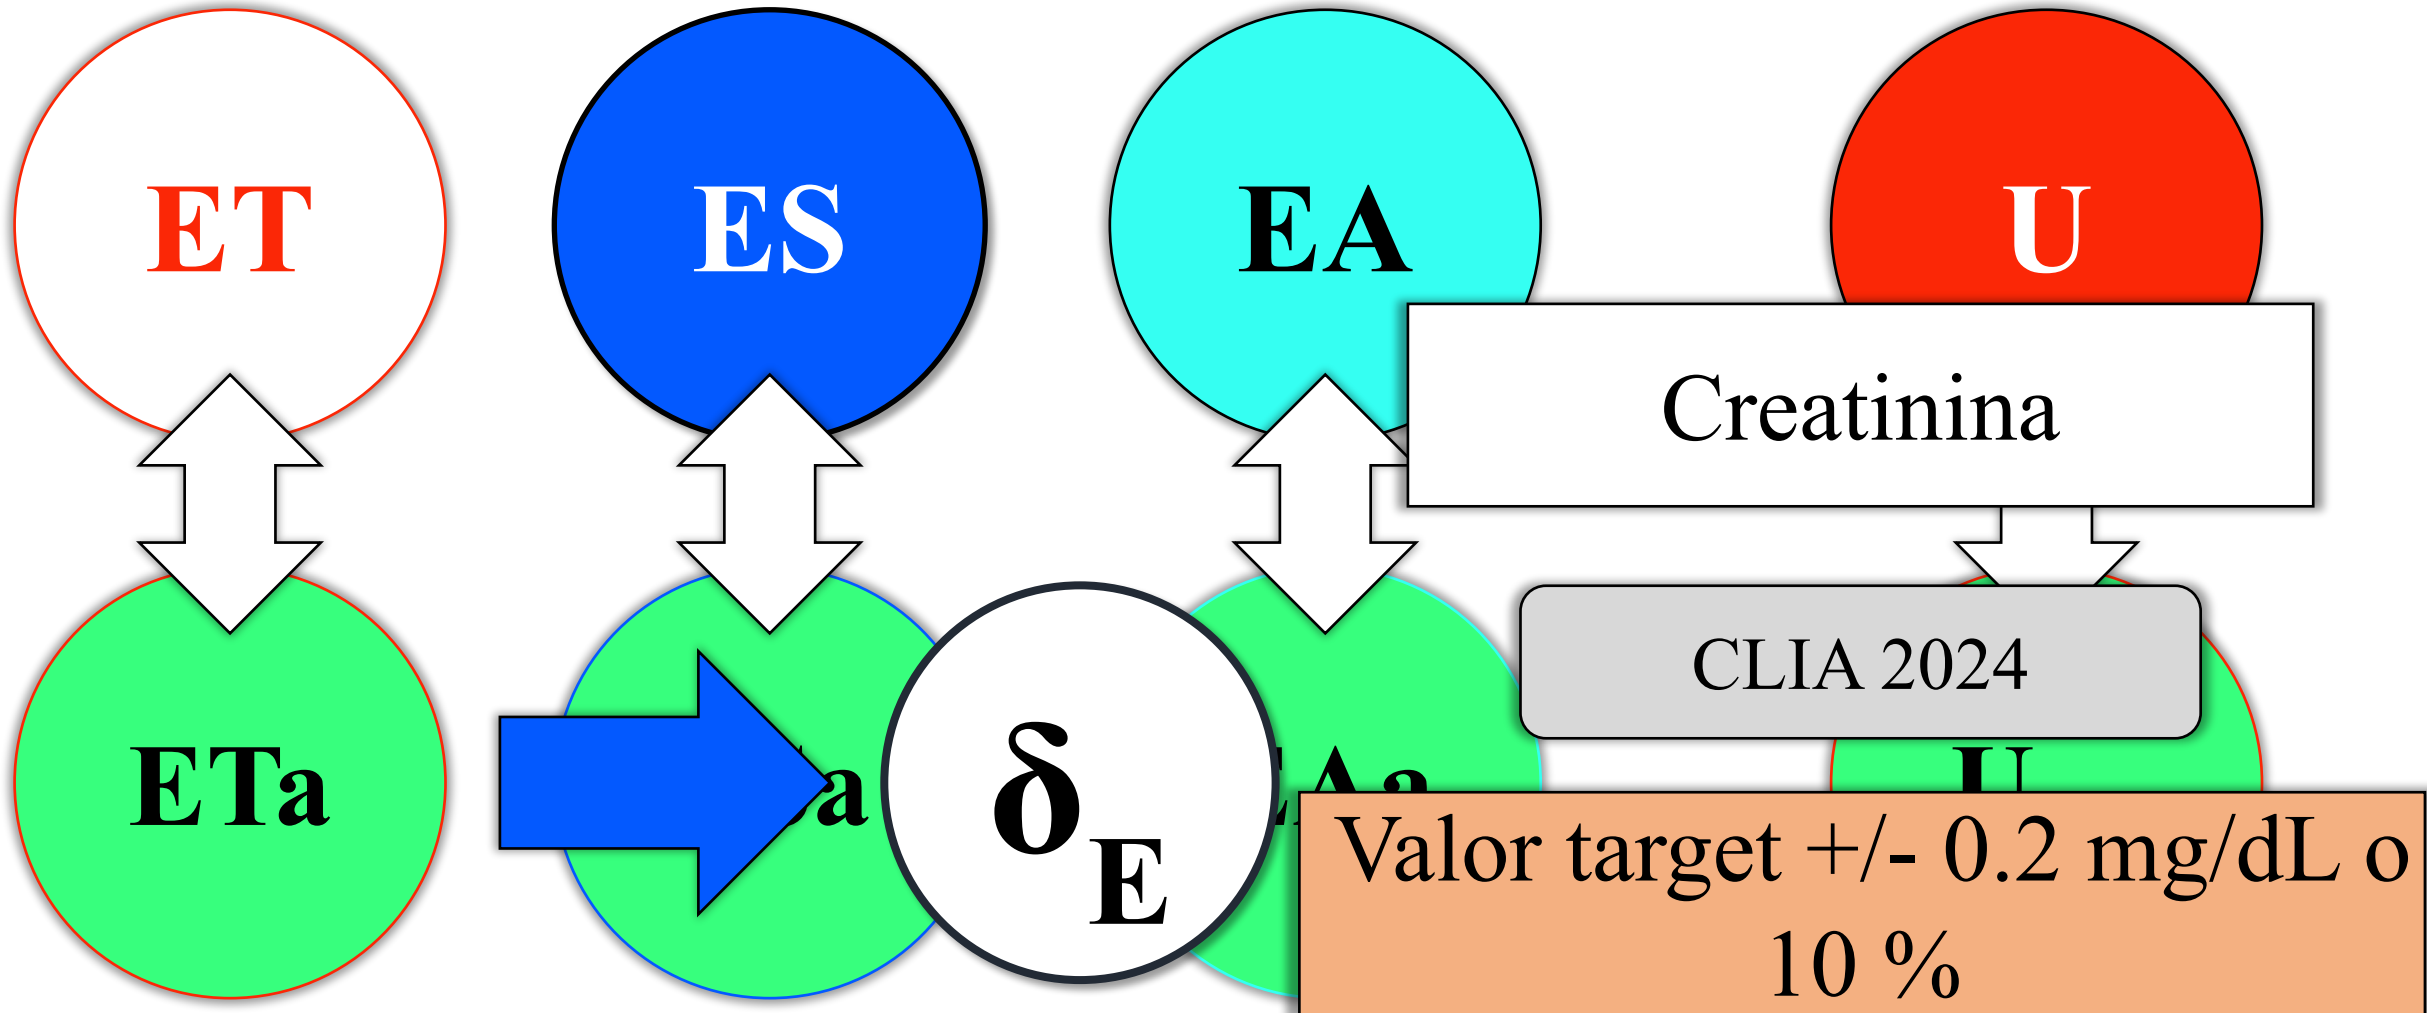 ET
ES
EA
U
Creatinina
CLIA 2024
ETa
δE
Valor target +/- 0.2 mg/dL o
10 %